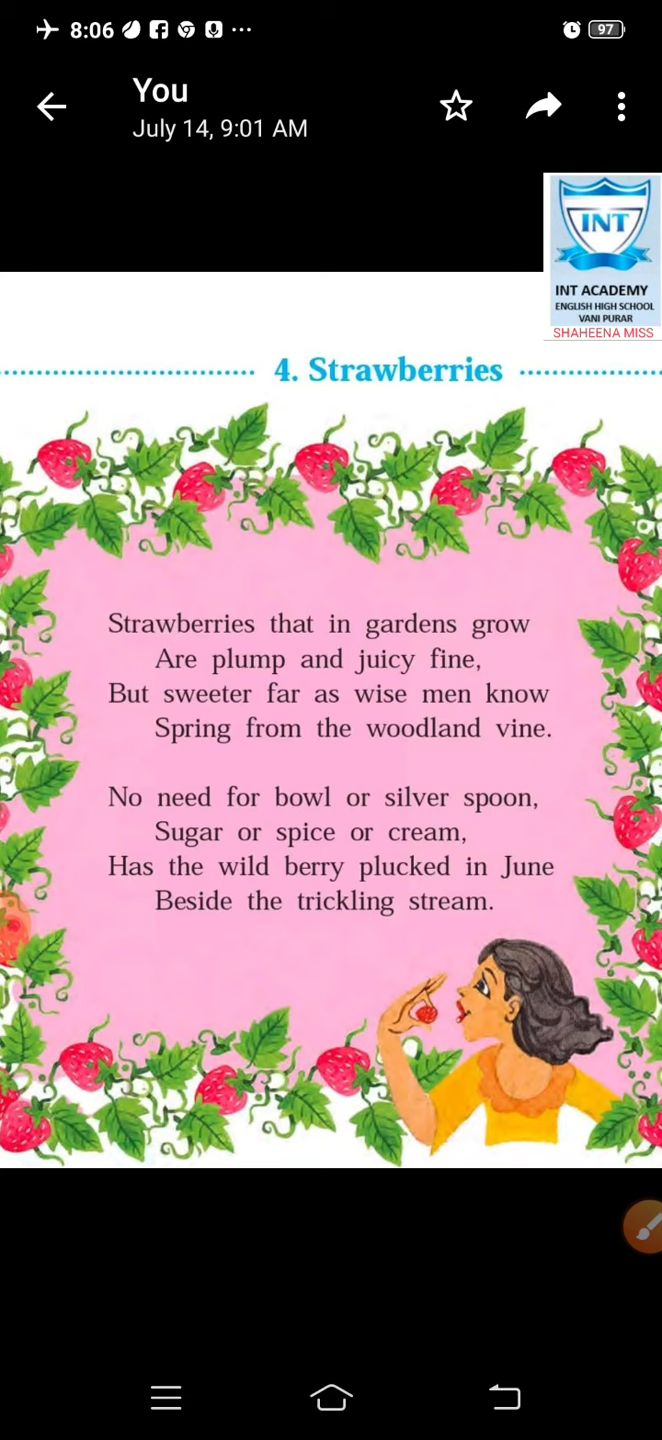 8:06
97
You
July 14, 9:01 AM
INT
INT ACADEMY
ENGLISH HIGH SCHOOL
VANI PURAR
SHAHEENA MISS
4. Strawberries
Strawberries that in gardens grow
Are plump and juicy fine,
But sweeter far as wise men know
Spring from the woodland vine.
No need for bowl or silver spoon,
Sugar or spice or cream,
Has the wild berry plucked in June
Beside the trickling stream.